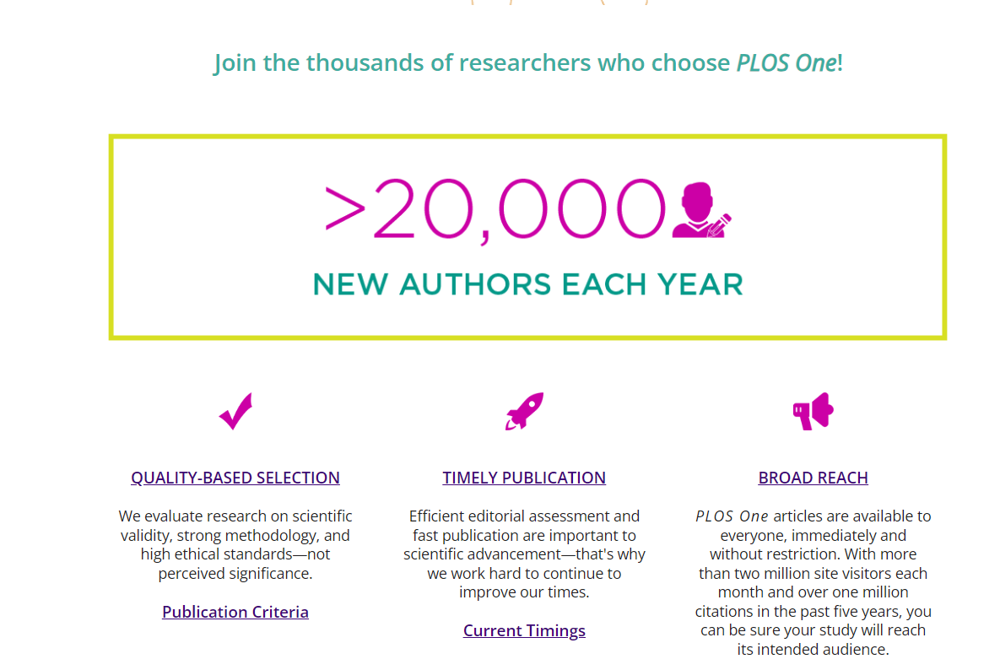 Join the thousands of researchers who choose PLOS One!
>20,000
NEW AUTHORS EACH YEAR
QUALITY-BASED SELECTION
We evaluate research on scientific
validity, strong methodology, and
high ethical standards—not
perceived significance.
Publication Criteria
TIMELY PUBLICATION
Efficient editorial assessment and
fast publication are important to
scientific advancement—that's why
we work hard to continue to
improve our times.
Current Timings
BROAD REACH
PLOS One articles are available to
everyone, immediately and
without restriction. With more
than two million site visitors each
month and over one million
citations in the past five years, you
can be sure your study will reach
its intended audience.